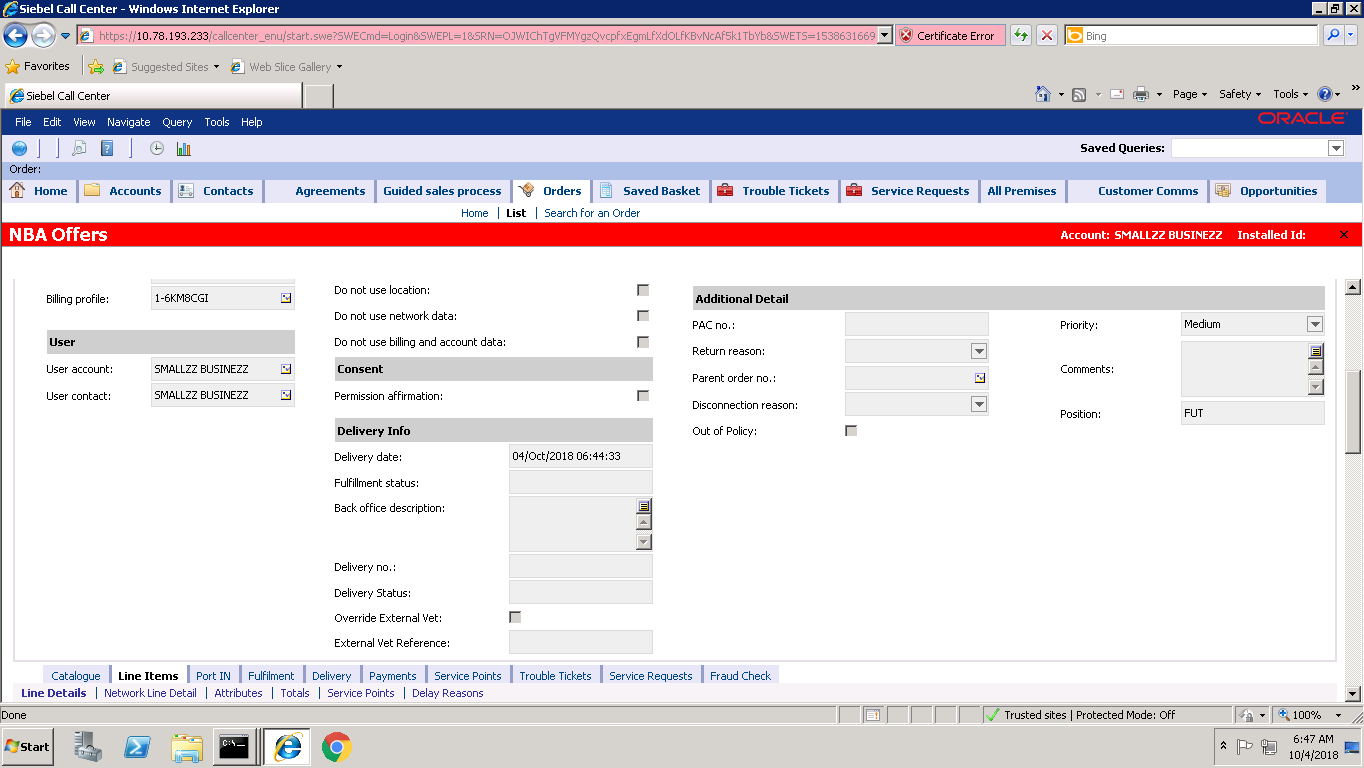 Siebel Call Center - Windows Internet Explorer
https://10.78.193.233/callcenter_enu/start.swe?SWECmd=Login&SWEPL=1&SRN=OJWIChTgVFMYgzQvcpfxEgmLfXdOLfKBvNcAf5k1TbYb&SWETS=1538631669
Certificate Error
Bing
Favorites
Suggested Sites
Web Slice Gallery
Siebel Call Center
Page
Safety
Tools
File Edit View Navigate Query Tools Help
ORACLE
Saved Queries:
Order:
Home Accounts Contacts Agreements Guided sales process Orders Saved Basket Trouble Tickets Service Requests All Premises Customer Comms Opportunities
Home | List | Search for an Order
NBA Offers
Account: SMALLZZ BUSINEZZ Installed Id:
Billing profile: 1-6KM8CGI
User
User account: SMALLZZ BUSINEZZ
User contact: SMALLZZ BUSINEZZ
Do not use location:
Do not use network data:
Do not use billing and account data:
Consent
Permission affirmation:
Delivery Info
Delivery date: 04/Oct/2018 06:44:33
Fulfillment status:
Back office description:
Delivery no.:
Delivery Status:
Override External Vet:
External Vet Reference:
Additional Detail
PAC no.:
Return reason:
Parent order no.:
Disconnection reason:
Out of Policy:
Priority: Medium
Comments:
Position: FUT
Catalogue Line Items Port IN Fulfilment Delivery Payments Service Points Trouble Tickets Service Requests Fraud Check
Line Details | Network Line Detail | Attributes | Totals | Service Points | Delay Reasons
Done
Trusted sites | Protected Mode: Off
100%
Start
6:47 AM
10/4/2018